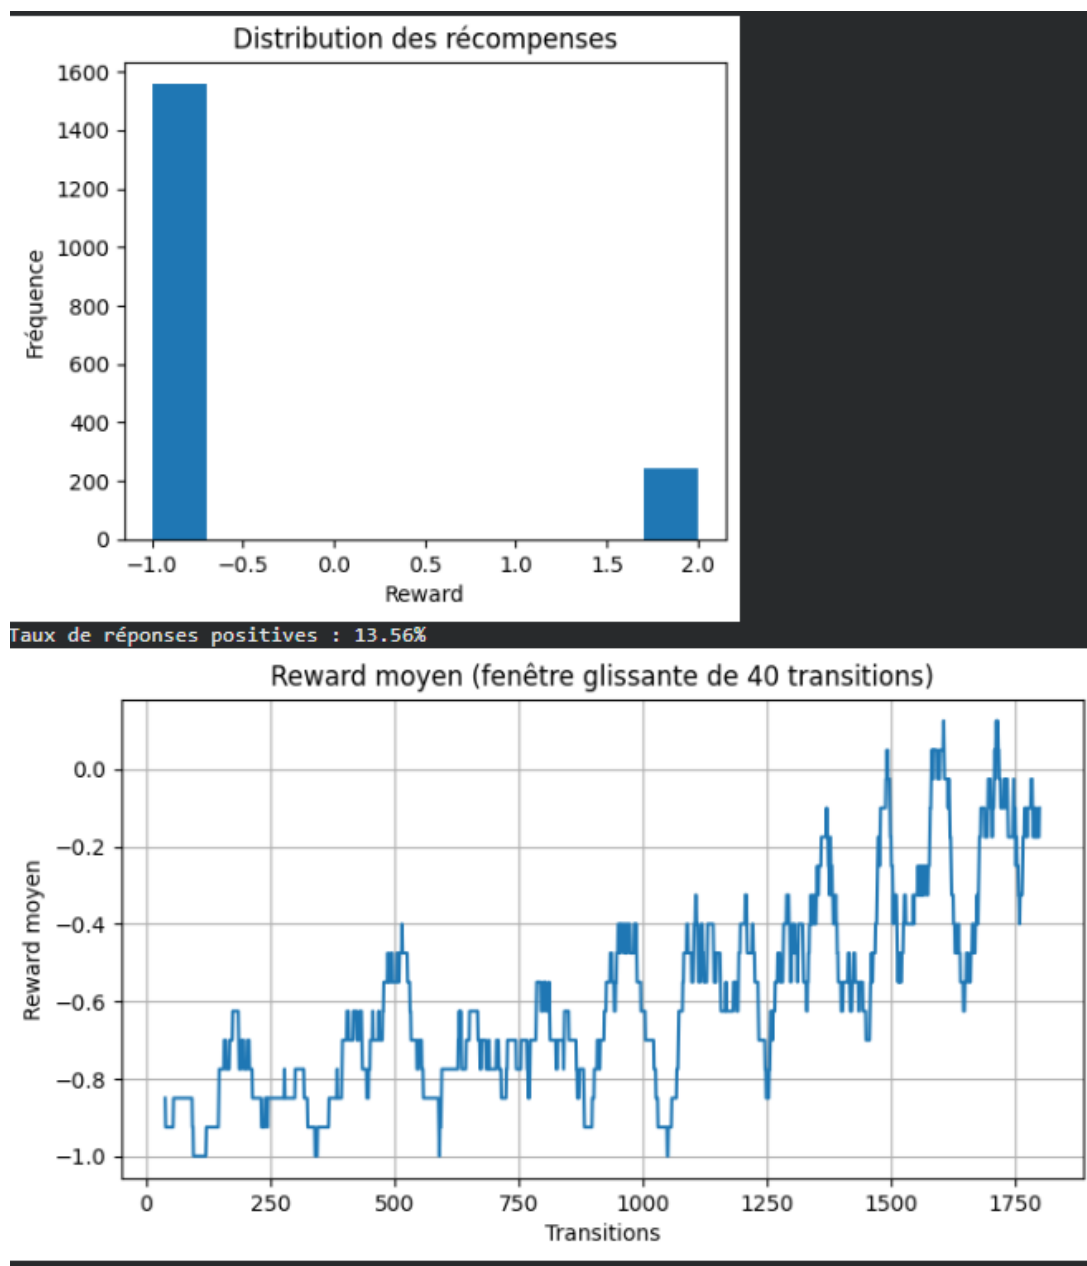 Distribution des récompenses
1600
1400
1200
1000
800
600
400
200
0
Fréquence
−1.0 −0.5 0.0 0.5 1.0 1.5 2.0
Reward
Taux de réponses positives : 13.56%
Reward moyen (fenêtre glissante de 40 transitions)
0.0
−0.2
−0.4
−0.6
−0.8
−1.0
Reward moyen
0 250 500 750 1000 1250 1500 1750
Transitions